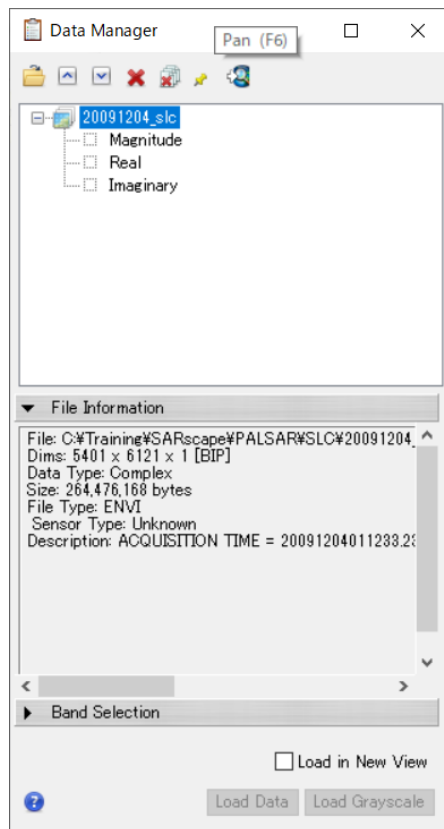 Data Manager
Pan (F6)
20091204_slc
Magnitude
Real
Imaginary
File Information
File: C:¥Training¥SARscape¥PALSAR¥SLC¥20091204_
Dims: 5401 x 6121 x 1 [BIP]
Data Type: Complex
Size: 264,476,168 bytes
File Type: ENVI
Sensor Type: Unknown
Description: ACQUISITION TIME = 20091204011233.23
Band Selection
Load in New View
Load Data
Load Grayscale